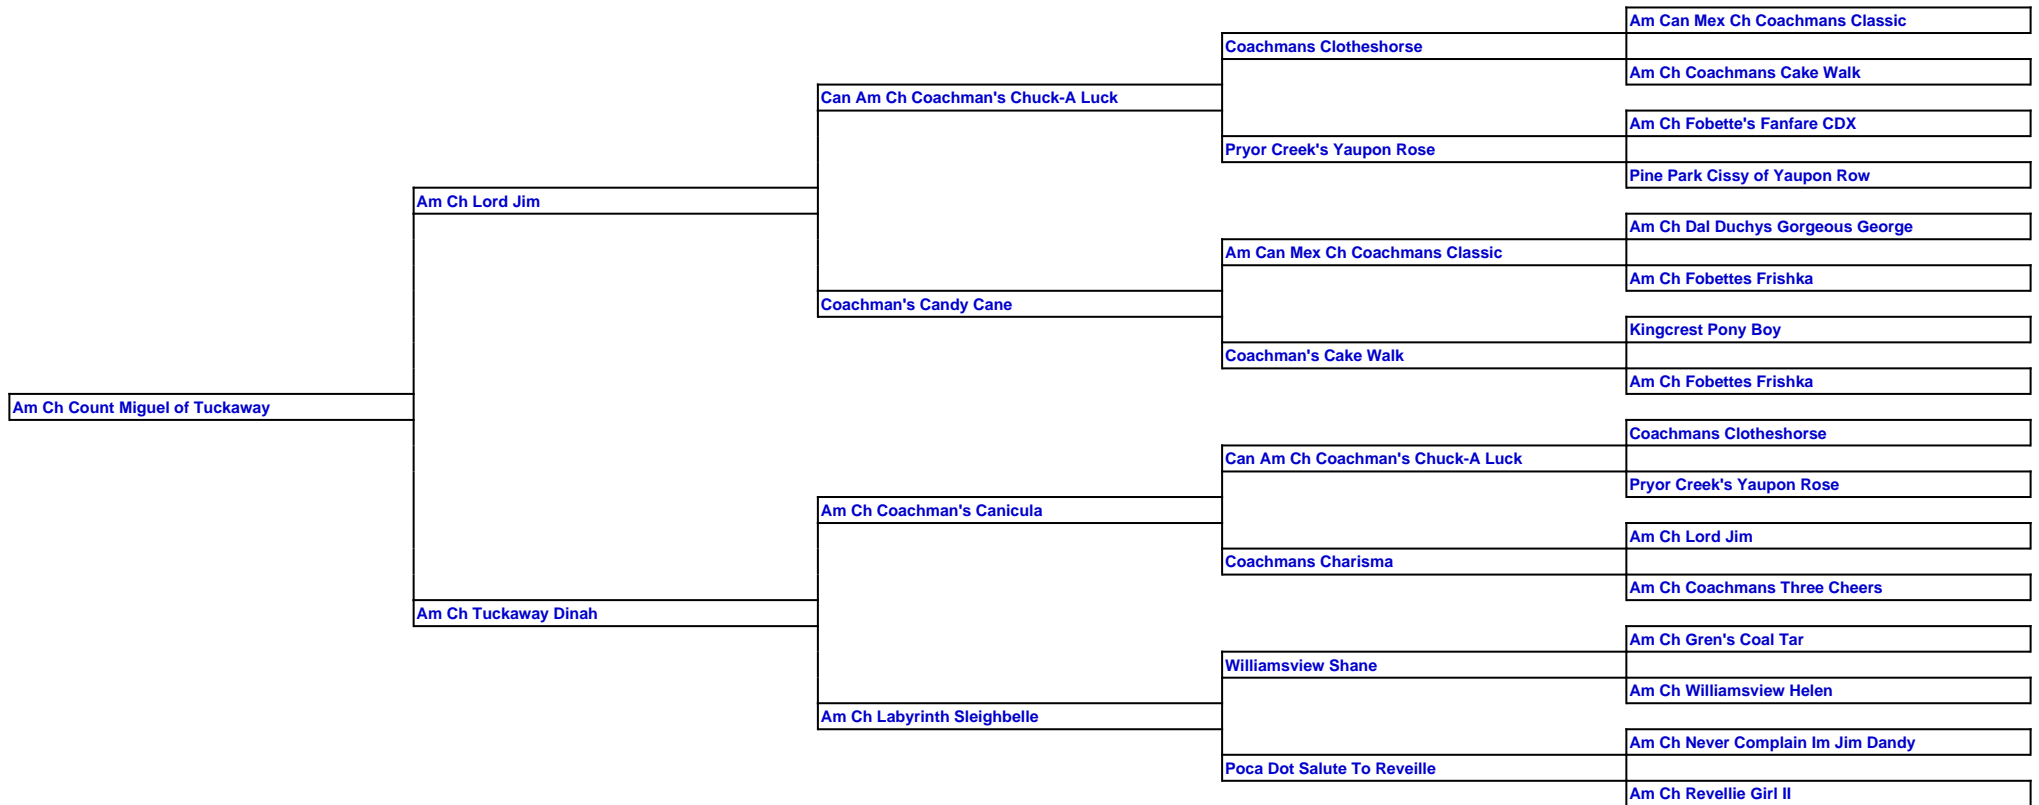 Am Can Mex Ch Coachmans Classic
Coachmans Clotheshorse
Am Ch Coachmans Cake Walk
Can Am Ch Coachman's Chuck-A Luck
Am Ch Fobette's Fanfare CDX
Pryor Creek's Yaupon Rose
Pine Park Cissy of Yaupon Row
Am Ch Lord Jim
Am Ch Dal Duchys Gorgeous George
Am Can Mex Ch Coachmans Classic
Am Ch Fobettes Frishka
Coachman's Candy Cane
Kingcrest Pony Boy
Coachman's Cake Walk
Am Ch Fobettes Frishka
Am Ch Count Miguel of Tuckaway
Coachmans Clotheshorse
Can Am Ch Coachman's Chuck-A Luck
Pryor Creek's Yaupon Rose
Am Ch Coachman's Canicula
Am Ch Lord Jim
Coachmans Charisma
Am Ch Coachmans Three Cheers
Am Ch Tuckaway Dinah
Am Ch Gren's Coal Tar
Williamsview Shane
Am Ch Williamsview Helen
Am Ch Labyrinth Sleighbelle
Am Ch Never Complain Im Jim Dandy
Poca Dot Salute To Reveille
Am Ch Revellie Girl II